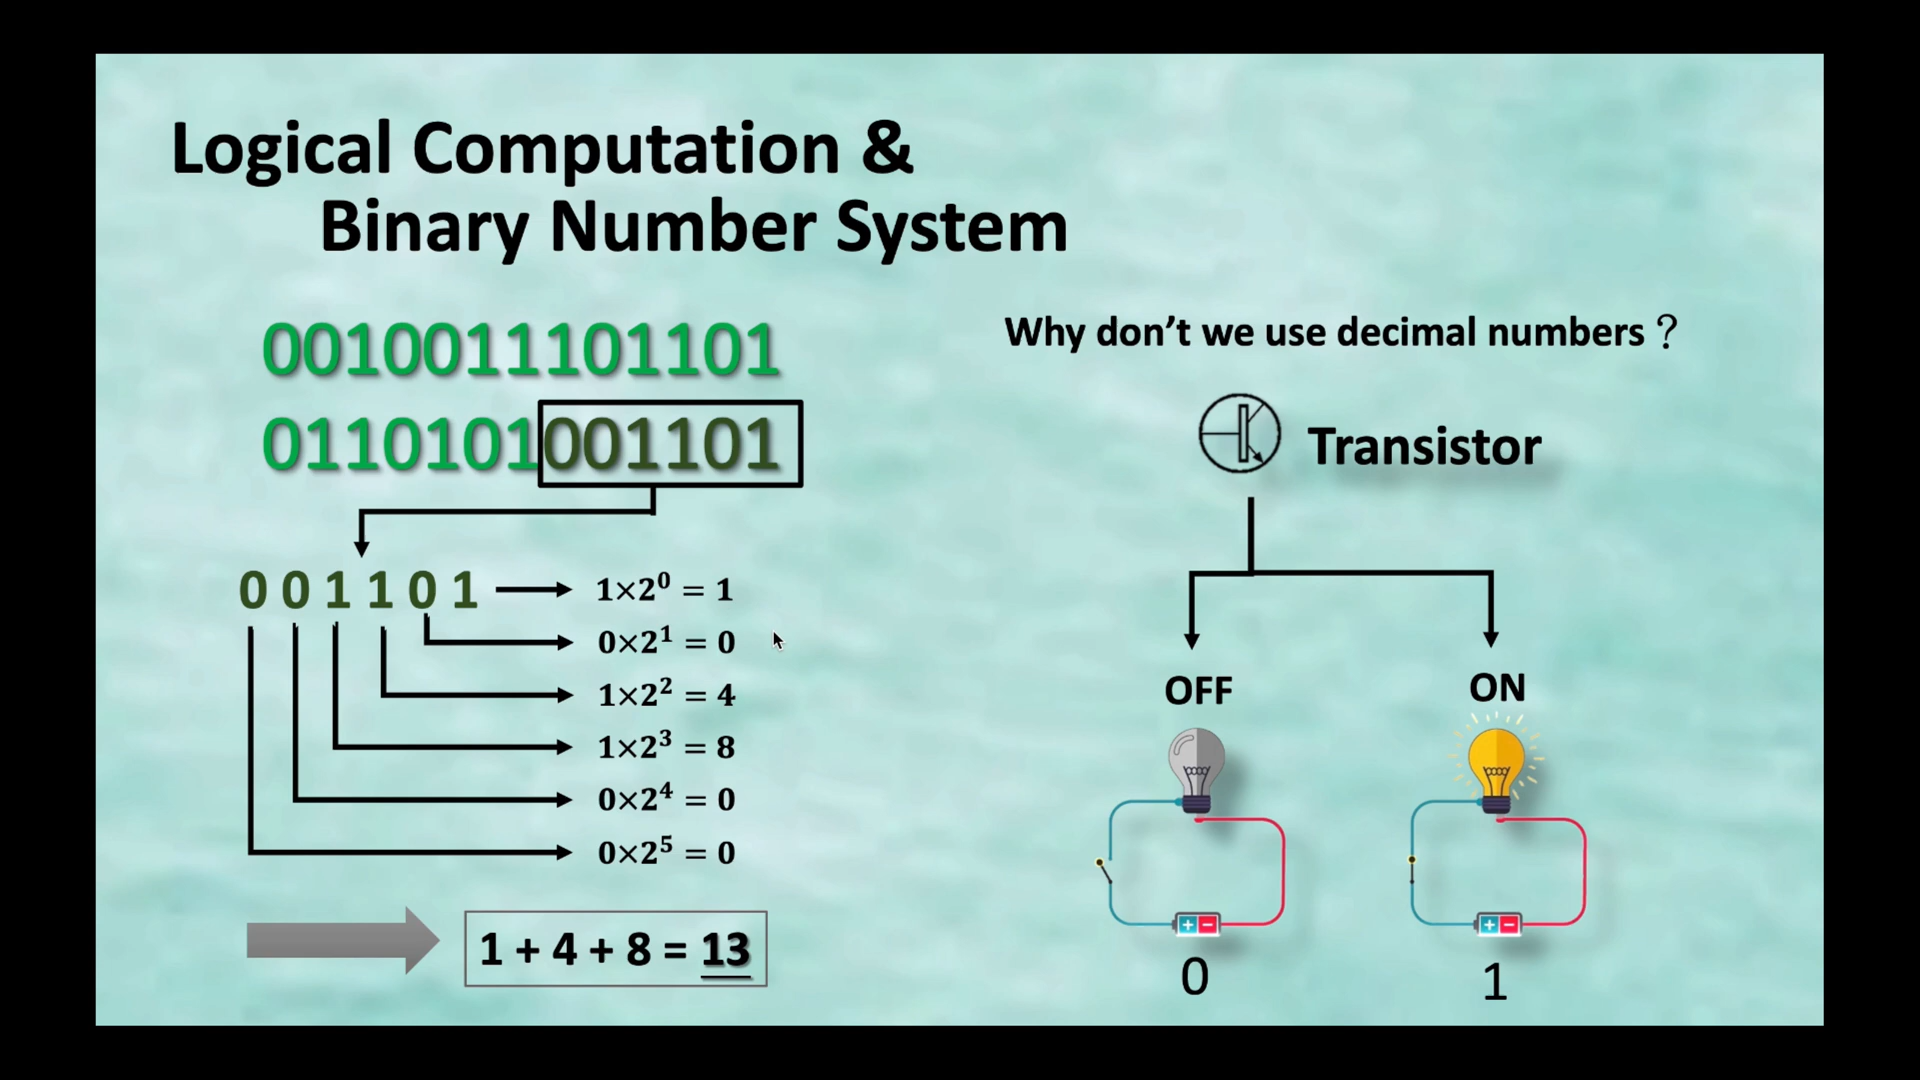 Logical Computation &
Binary Number System
0010011101101
0110101001101
0 0 1 1 0 1
1×2⁰ = 1
0×2¹ = 0
1×2² = 4
1×2³ = 8
0×2⁴ = 0
0×2⁵ = 0
1 + 4 + 8 = 13
Why don’t we use decimal numbers？
Transistor
OFF
ON
+ −
+ −
0
1